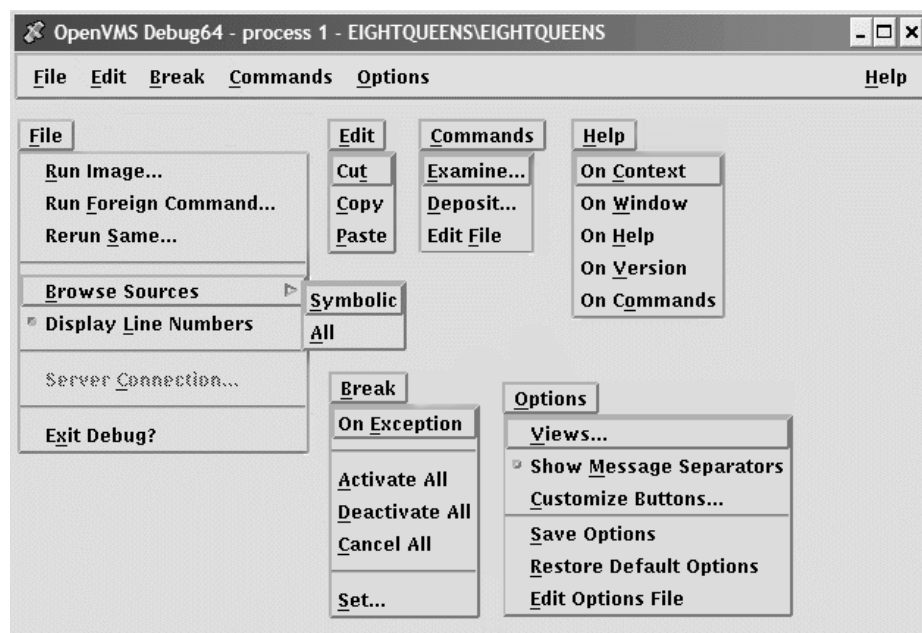 OpenVMS Debug64 - process 1 - EIGHTQUEENS\EIGHTQUEENS
File Edit Break Commands Options Help
File
Run Image...
Run Foreign Command...
Rerun Same...
Browse Sources
Display Line Numbers
Server Connection...
Exit Debug?
Symbolic
All
Edit
Cut
Copy
Paste
Commands
Examine...
Deposit...
Edit File
Help
On Context
On Window
On Help
On Version
On Commands
Break
On Exception
Activate All
Deactivate All
Cancel All
Set...
Options
Views...
Show Message Separators
Customize Buttons...
Save Options
Restore Default Options
Edit Options File